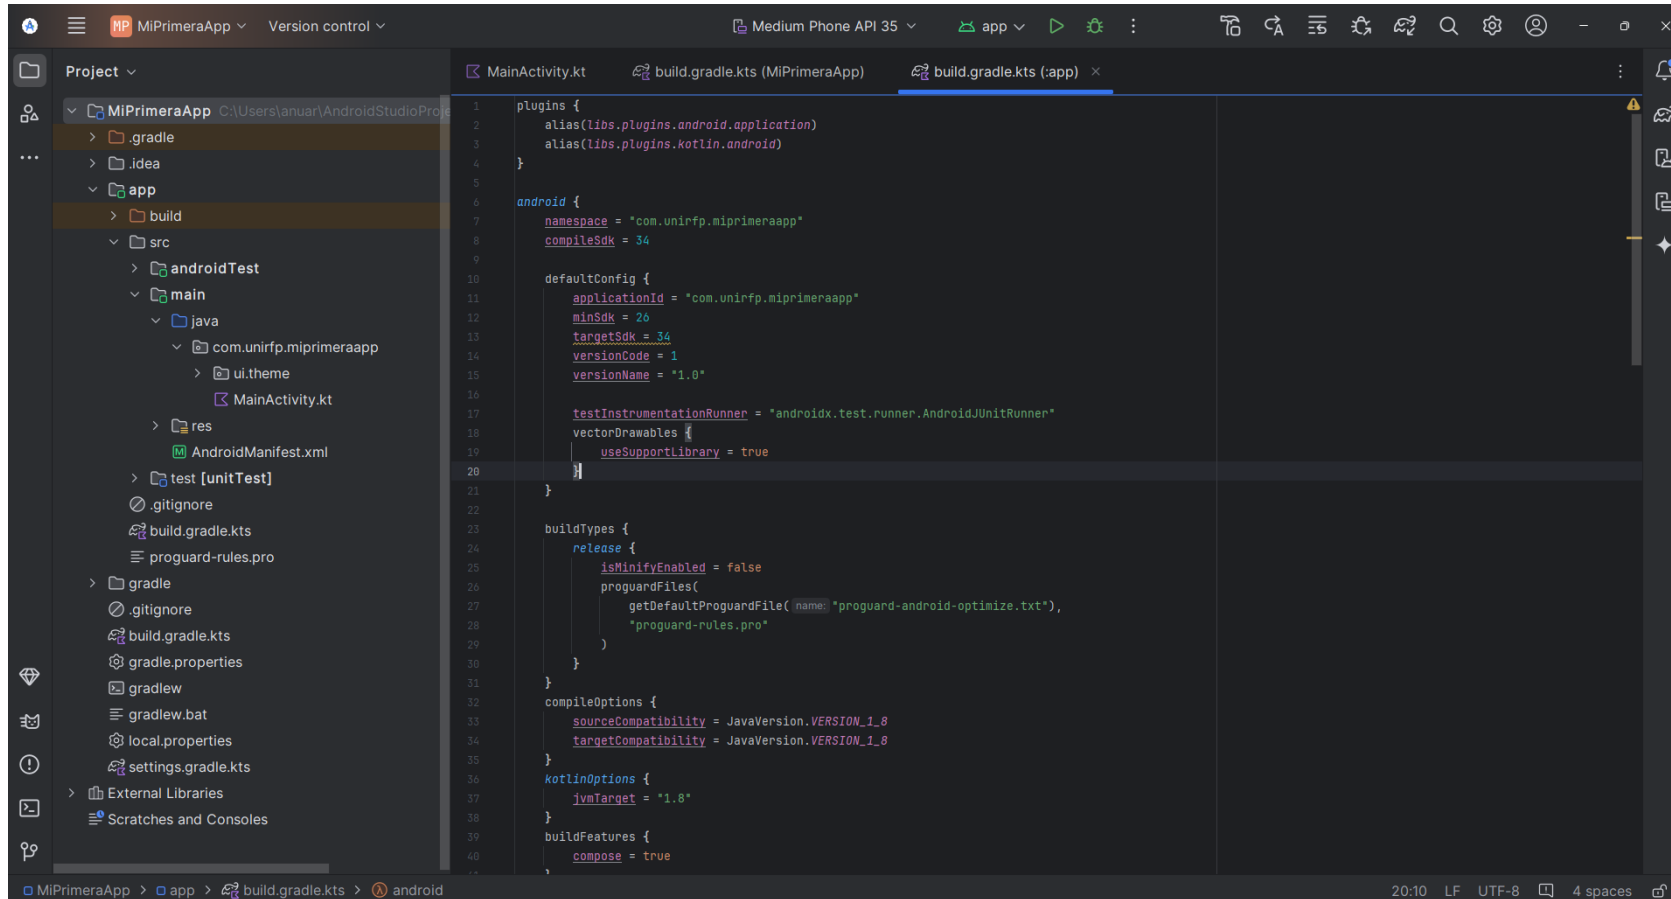 MP MiPrimeraApp Version control Medium Phone API 35 app
Project
MainActivity.kt build.gradle.kts (MiPrimeraApp) build.gradle.kts (:app)
MiPrimeraApp C:\Users\anuar\AndroidStudioProje
.gradle
.idea
app
build
src
androidTest
main
java
com.unirfp.miprimeraapp
ui.theme
MainActivity.kt
res
AndroidManifest.xml
test [unitTest]
.gitignore
build.gradle.kts
proguard-rules.pro
gradle
.gitignore
build.gradle.kts
gradle.properties
gradlew
gradlew.bat
local.properties
settings.gradle.kts
External Libraries
Scratches and Consoles
1 plugins {
2 alias(libs.plugins.android.application)
3 alias(libs.plugins.kotlin.android)
4 }
5
6 android {
7 namespace = "com.unirfp.miprimeraapp"
8 compileSdk = 34
9
10 defaultConfig {
11 applicationId = "com.unirfp.miprimeraapp"
12 minSdk = 26
13 targetSdk = 34
14 versionCode = 1
15 versionName = "1.0"
16
17 testInstrumentationRunner = "androidx.test.runner.AndroidJUnitRunner"
18 vectorDrawables {
19 useSupportLibrary = true
20 }
21 }
22
23 buildTypes {
24 release {
25 isMinifyEnabled = false
26 proguardFiles(
27 getDefaultProguardFile( name: "proguard-android-optimize.txt"),
28 "proguard-rules.pro"
29 )
30 }
31 }
32 compileOptions {
33 sourceCompatibility = JavaVersion.VERSION_1_8
34 targetCompatibility = JavaVersion.VERSION_1_8
35 }
36 kotlinOptions {
37 jvmTarget = "1.8"
38 }
39 buildFeatures {
40 compose = true
MiPrimeraApp > app > build.gradle.kts > android 20:10 LF UTF-8 4 spaces